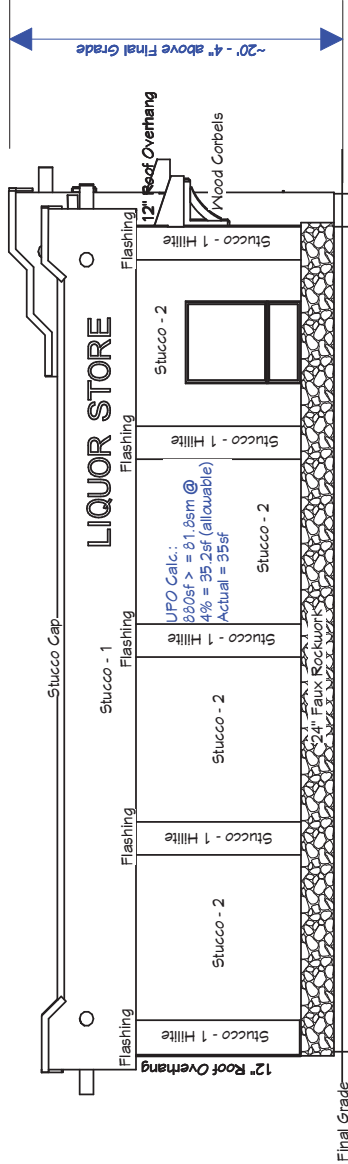 ~20' - 4" above Final Grade
Stucco Cap
Stucco - 1
LIQUOR STORE
12" Roof Overhang
Wood Corbels
Flashing
Flashing
Flashing
Flashing
Flashing
12" Roof Overhang
Stucco - 1 Hilite
Stucco - 2
Stucco - 1 Hilite
Stucco - 2
Stucco - 1 Hilite
UPO Calc.:
880sf > = 81.8sm @
4% = 35.2sf (allowable)
Actual = 35sf
Stucco - 2
Stucco - 1 Hilite
Stucco - 2
Stucco - 1 Hilite
24" Faux Rockwork
Final Grade